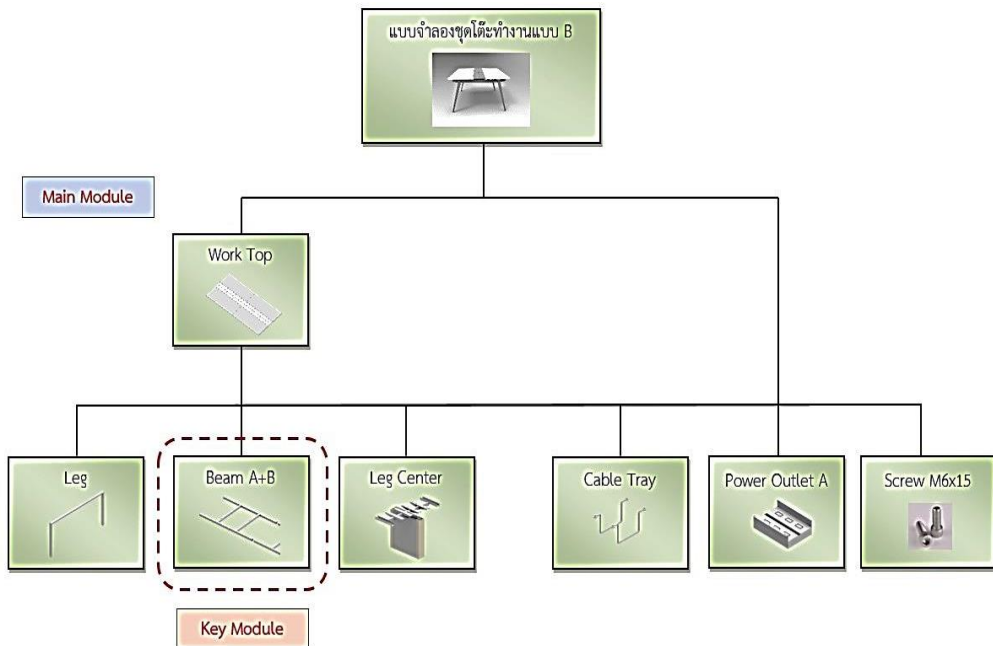 แบบจำลองชุดโต๊ะทำงานแบบ B
Main Module
Work Top
Leg
Beam A+B
Leg Center
Cable Tray
Power Outlet A
Screw M6x15
Key Module